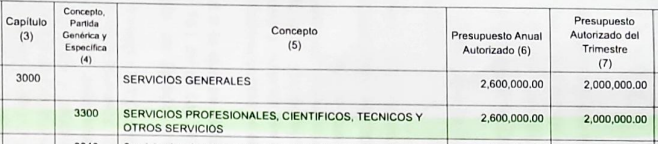 Capítulo
(3)
Concepto,
Partida
Genérica y
Específica
(4)
Concepto
(5)
Presupuesto Anual
Autorizado (6)
Presupuesto
Autorizado del
Trimestre
(7)
3000 SERVICIOS GENERALES 2,600,000.00 2,000,000.00
3300 SERVICIOS PROFESIONALES, CIENTIFICOS, TECNICOS Y
OTROS SERVICIOS 2,600,000.00 2,000,000.00